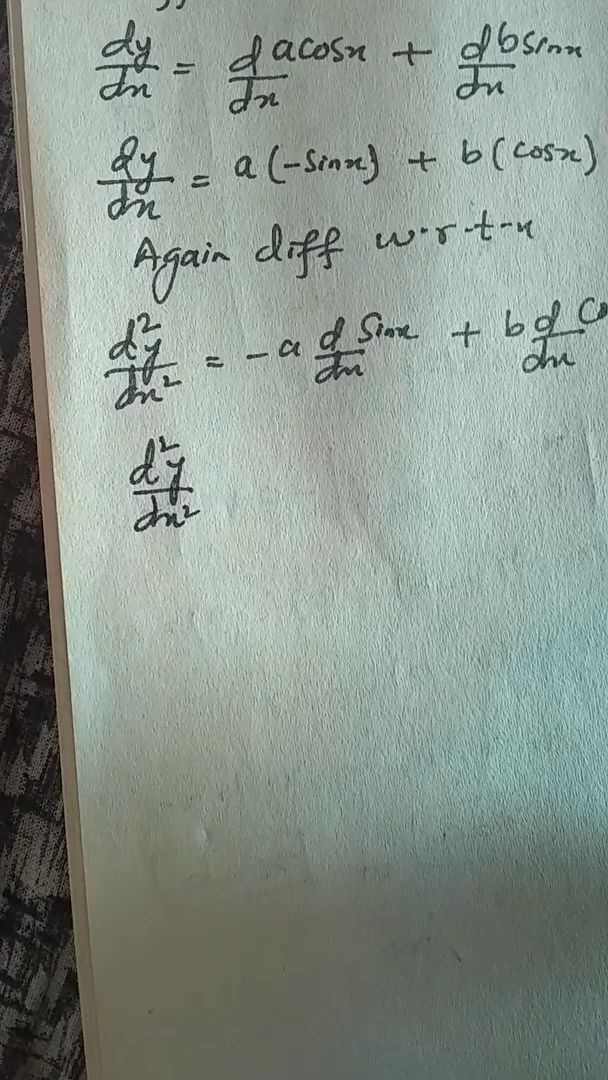 dy/dx = d/dx acosx + d/dx bsinx
dy/dx = a(-sinx) + b(cosx)
Again diff w.r.t-x
d²y/dx² = -a d/dx Sinx + b d/dx Co
d²y/dx²